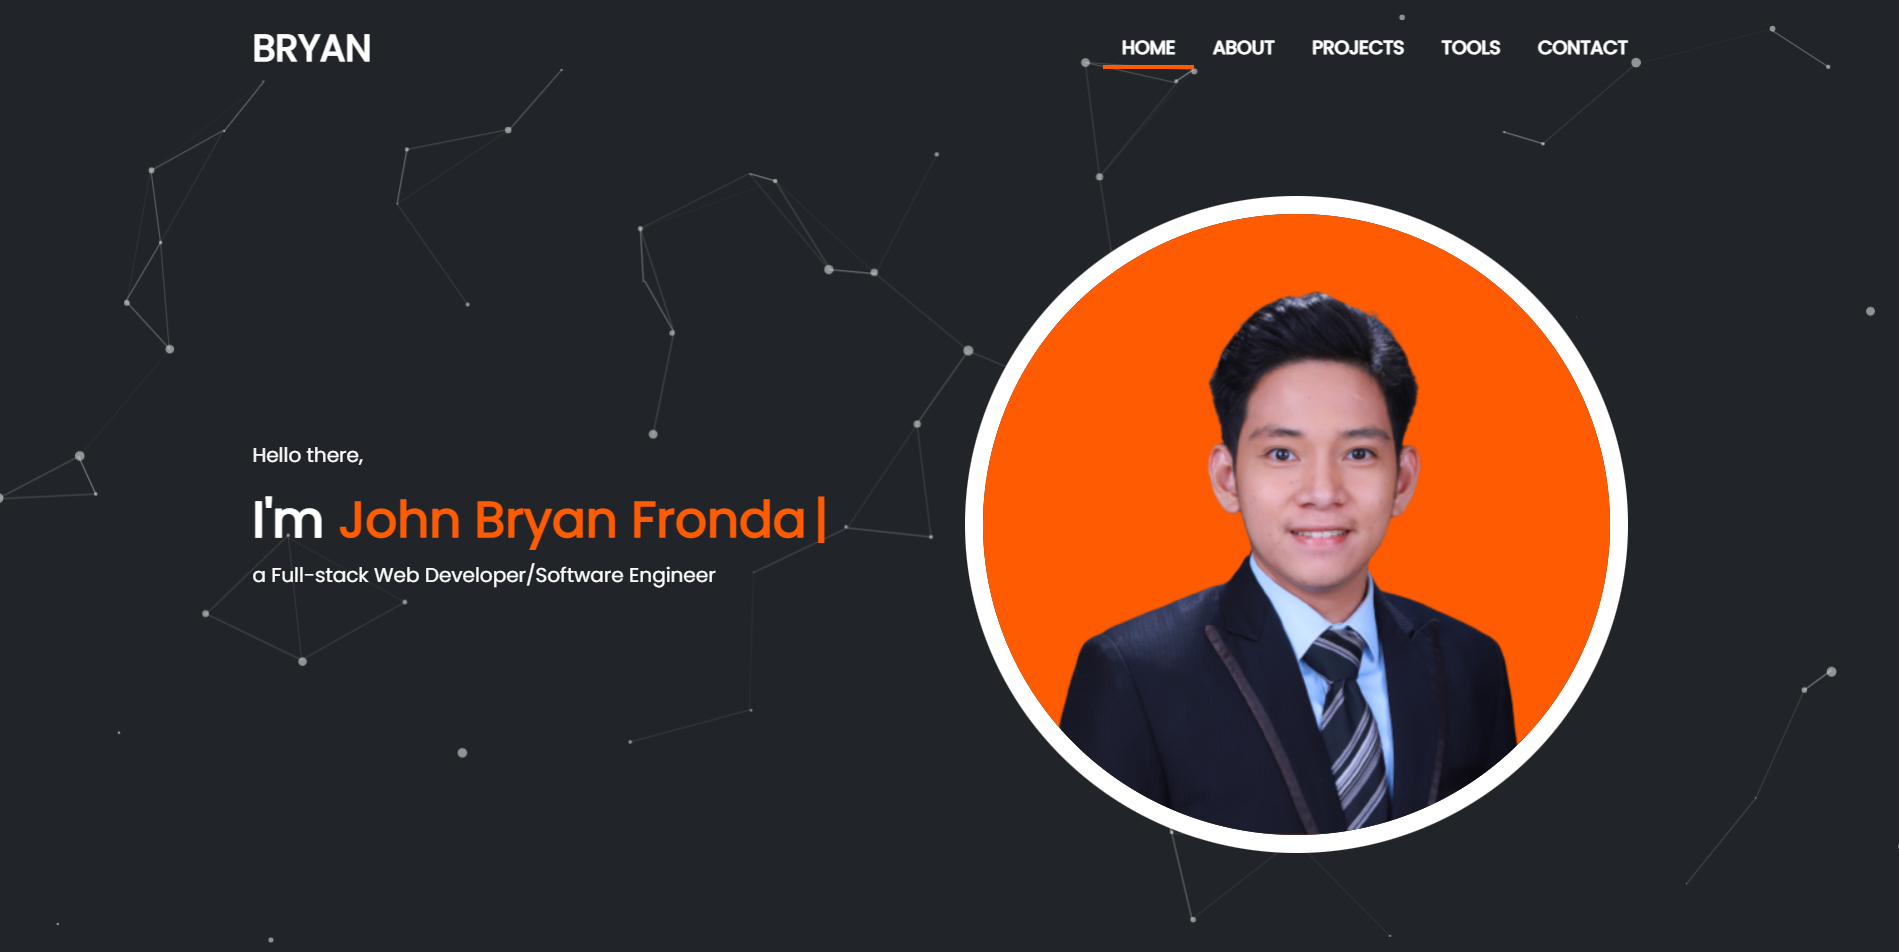 BRYAN
HOME ABOUT PROJECTS TOOLS CONTACT
Hello there,
I'm John Bryan Fronda|
a Full-stack Web Developer/Software Engineer